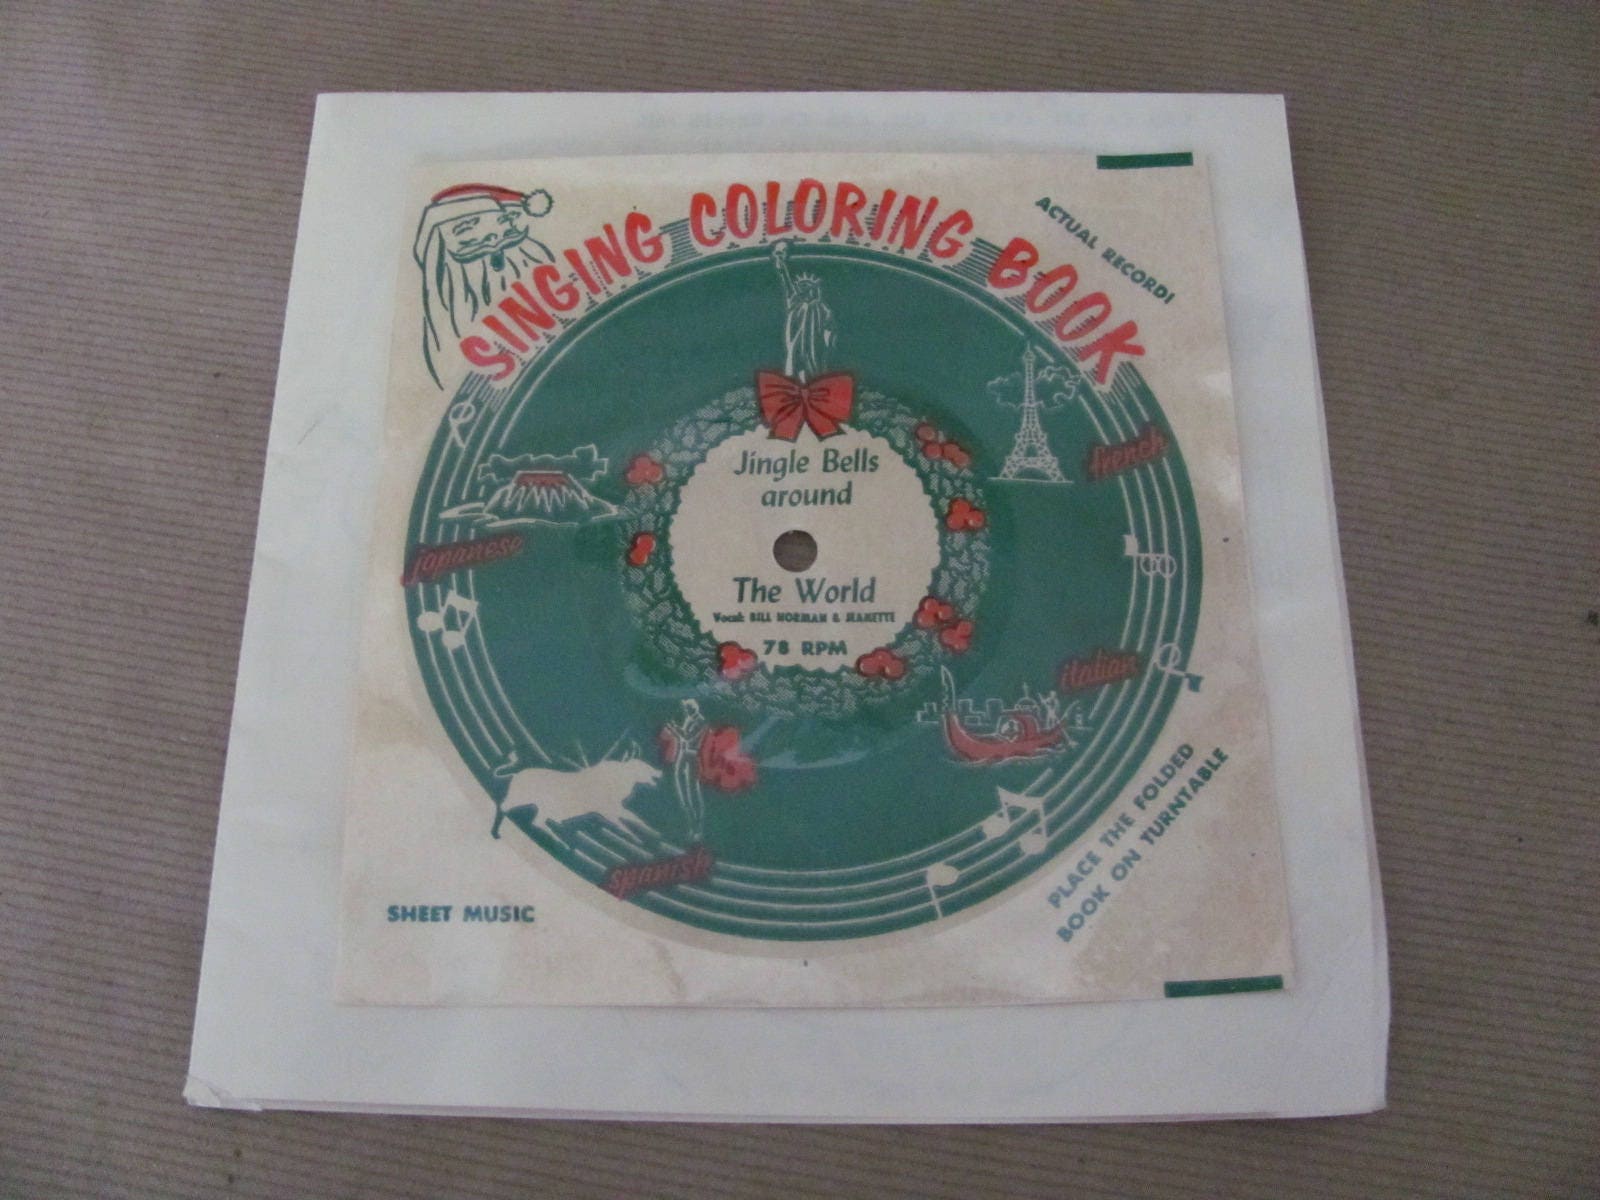 SINGING COLORING BOOK
ACTUAL RECORD!
french
Jingle Bells
around
japanese
The World
Vocal: BILL NORMAN & JEANETTE
78 RPM
italian
spanish
SHEET MUSIC
PLACE THE FOLDED
BOOK ON TURNTABLE